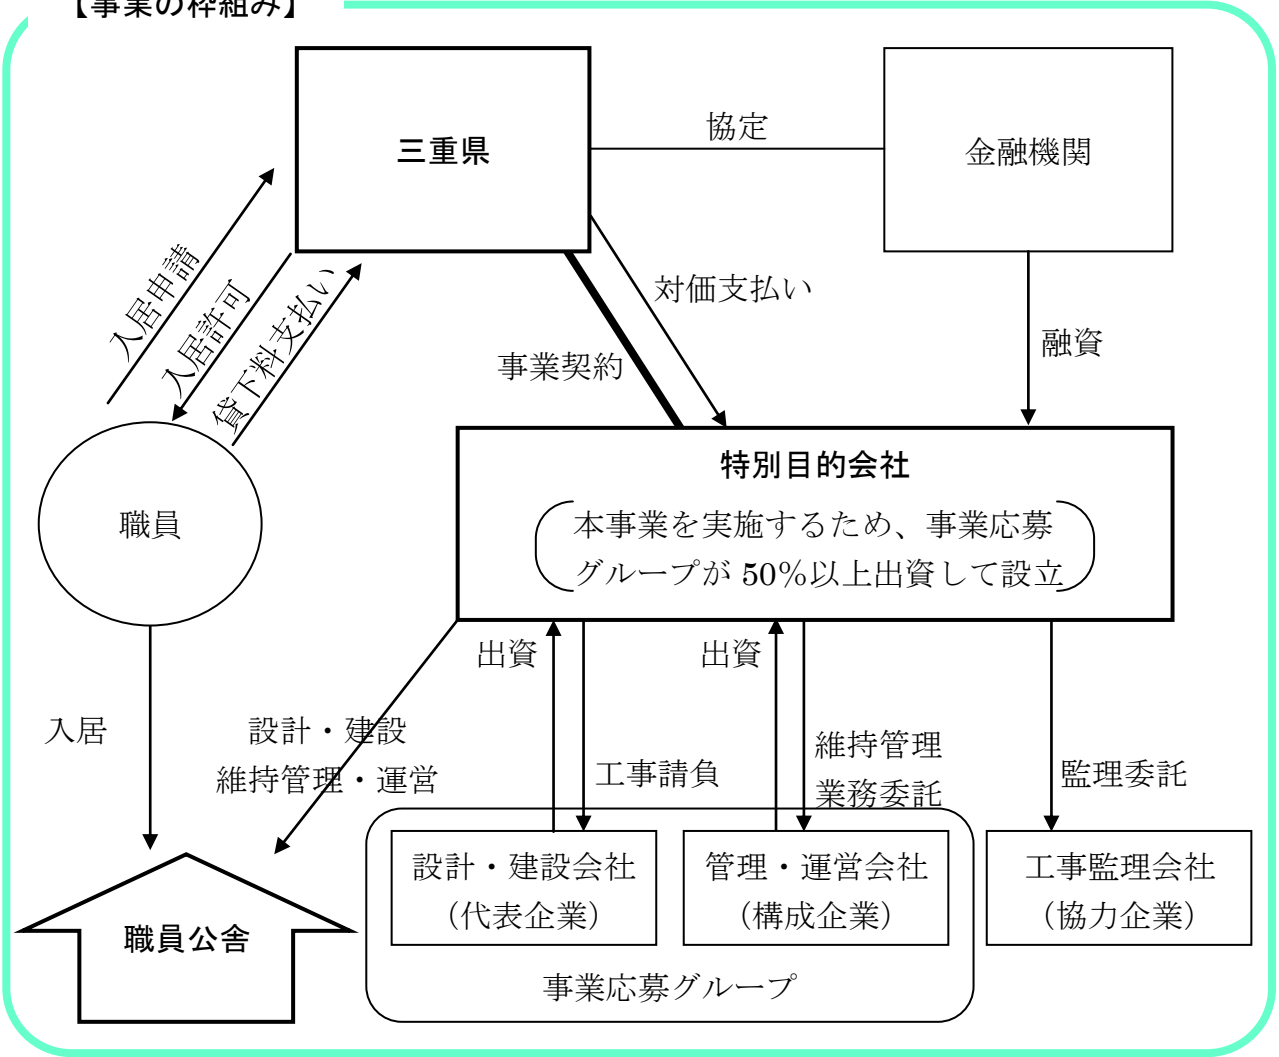 【事業の枠組み】
三重県
協定
金融機関
入居申請
入居許可
貸下料支払い
対価支払い
事業契約
融資
特別目的会社
本事業を実施するため、事業応募
グループが 50%以上出資して設立
職員
出資
出資
入居
設計・建設
維持管理・運営
工事請負
維持管理
業務委託
監理委託
設計・建設会社
（代表企業）
管理・運営会社
（構成企業）
工事監理会社
（協力企業）
職員公舎
事業応募グループ